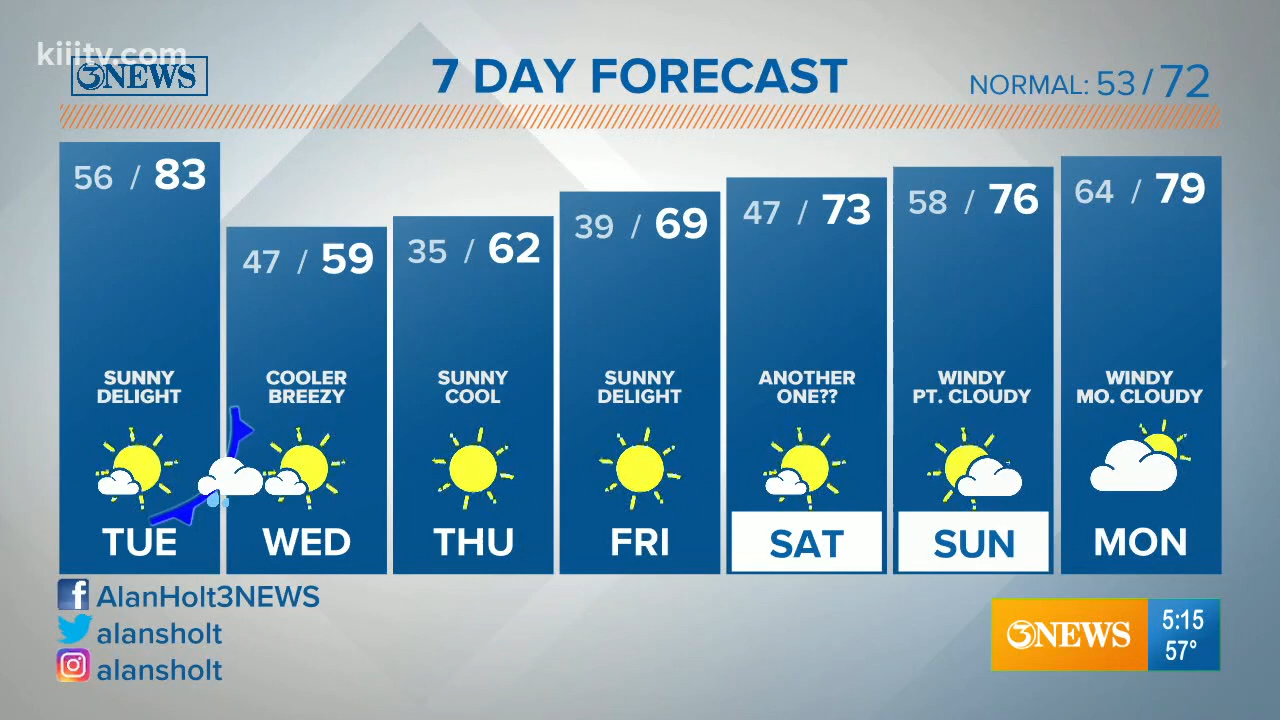 kiiitv.com
3NEWS
7 DAY FORECAST
NORMAL: 53 / 72
56 / 83
47 / 59
35 / 62
39 / 69
47 / 73
58 / 76
64 / 79
SUNNY
DELIGHT
COOLER
BREEZY
SUNNY
COOL
SUNNY
DELIGHT
ANOTHER
ONE??
WINDY
PT. CLOUDY
WINDY
MO. CLOUDY
TUE
WED
THU
FRI
SAT
SUN
MON
f AlanHolt3NEWS
alansholt
alansholt
3NEWS
5:15
57°